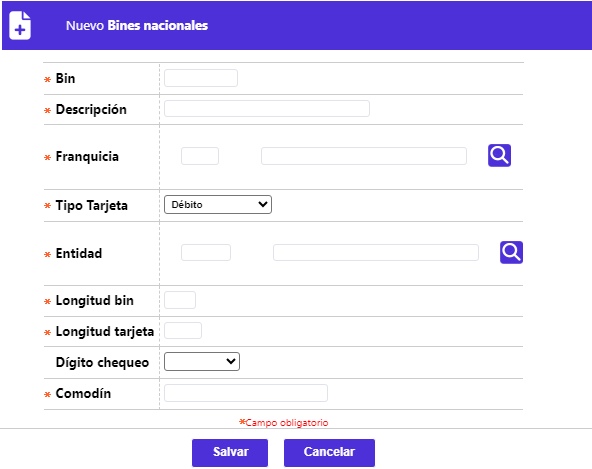 Nuevo Bines nacionales
* Bin
* Descripción
* Franquicia
* Tipo Tarjeta Débito
* Entidad
* Longitud bin
* Longitud tarjeta
Dígito chequeo
* Comodín
*Campo obligatorio
Salvar Cancelar